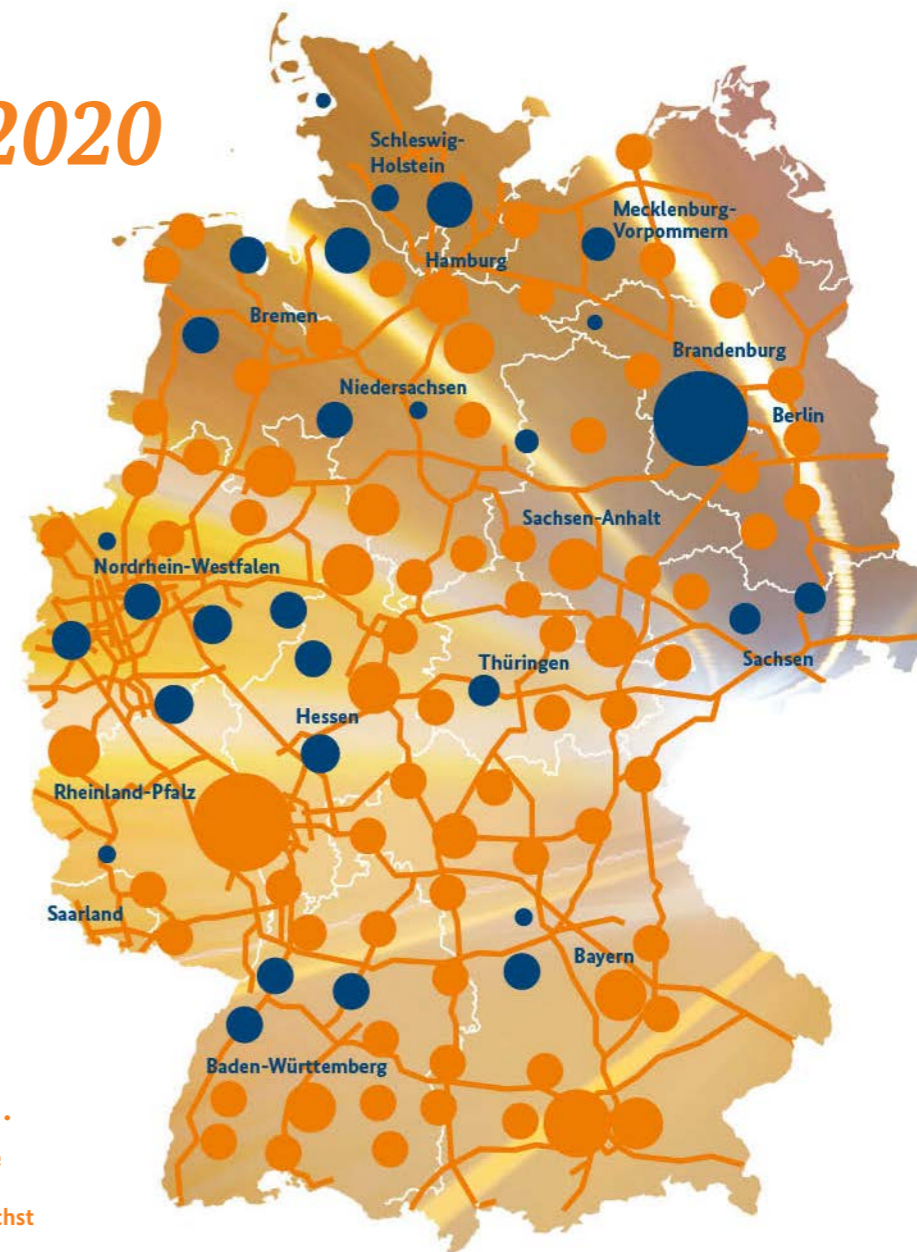 2020
Schleswig-
Holstein
Mecklenburg-
Vorpommern
Hamburg
Bremen
Brandenburg
Niedersachsen
Berlin
Sachsen-Anhalt
Nordrhein-Westfalen
Thüringen
Sachsen
Hessen
Rheinland-Pfalz
Saarland
Bayern
Baden-Württemberg
.
e
chst